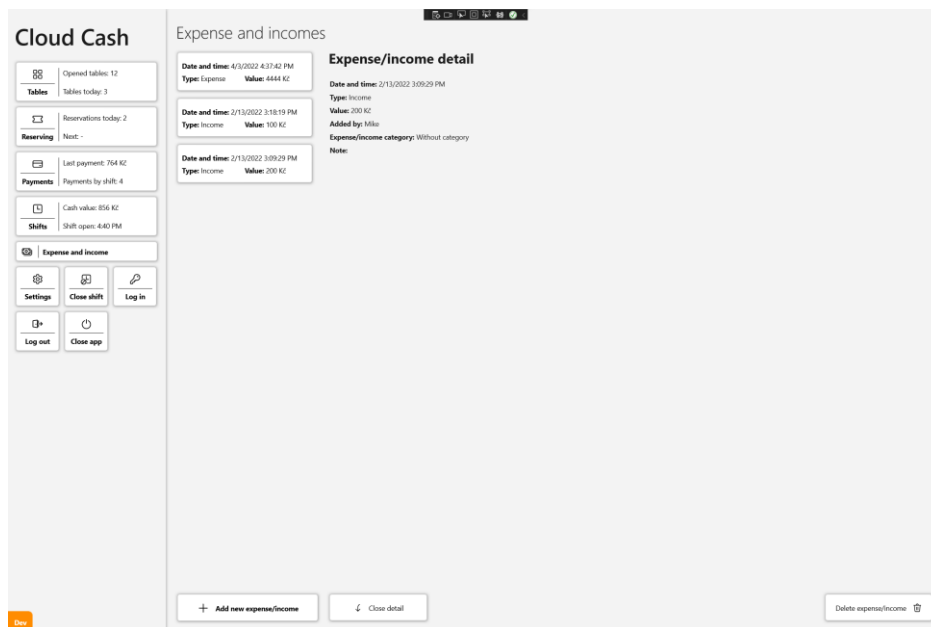 Cloud Cash
Opened tables: 12
Tables
Tables today: 3
Reservations today: 2
Reserving
Next: -
Last payment: 764 Kč
Payments
Payments by shift: 4
Cash value: 856 Kč
Shifts
Shift open: 4:40 PM
Expense and income
Settings
Close shift
Log in
Log out
Close app
Dev
Expense and incomes
Date and time: 4/3/2022 4:37:42 PM
Type: Expense Value: 4444 Kč
Date and time: 2/13/2022 3:18:19 PM
Type: Income Value: 100 Kč
Date and time: 2/13/2022 3:09:29 PM
Type: Income Value: 200 Kč
Expense/income detail
Date and time: 2/13/2022 3:09:29 PM
Type: Income
Value: 200 Kč
Added by: Mike
Expense/income category: Without category
Note:
Add new expense/income
Close detail
Delete expense/income